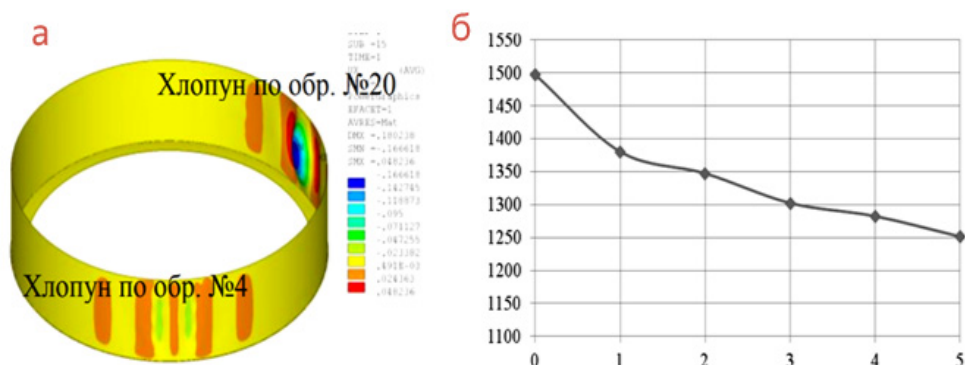 а
Хлопун по обр. №20
Хлопун по обр. №4
SUB =15
TIME=1
(AVG)
EFACET=1
AVRES=Mat
DMX =.180238
SMN =-.166618
SMX =.048236
-.166618
-.142745
-.118873
-.095
-.071127
-.047255
-.023382
.491E-03
.024363
.048236
б
1550
1500
1450
1400
1350
1300
1250
1200
1150
1100
0 1 2 3 4 5